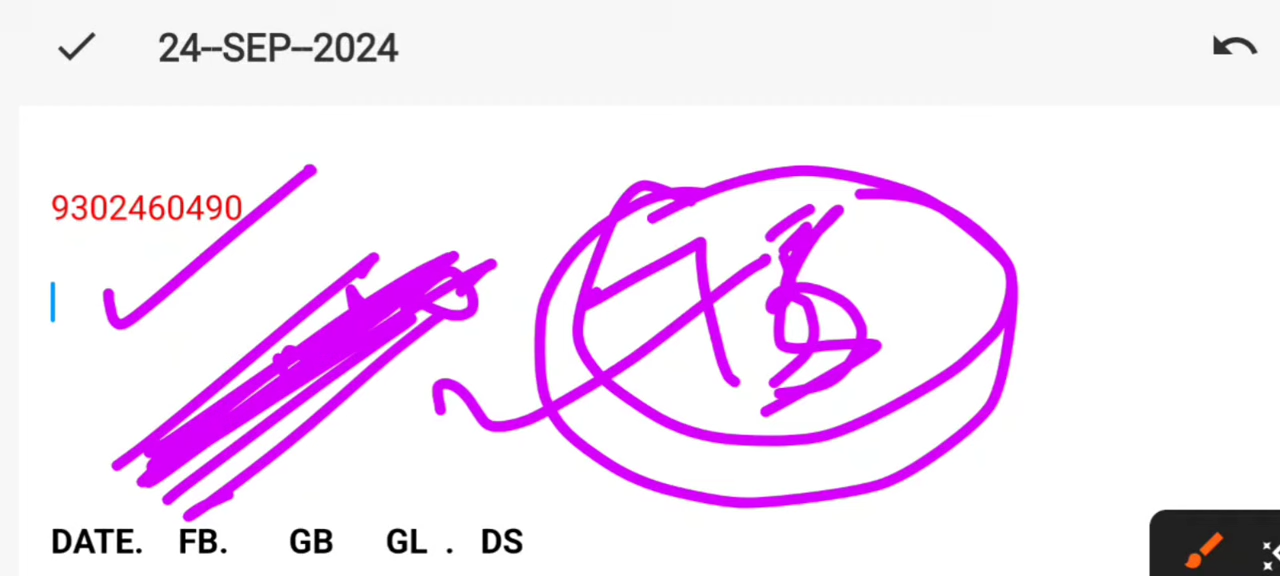 24--SEP--2024
9302460490
DATE. FB. GB GL . DS